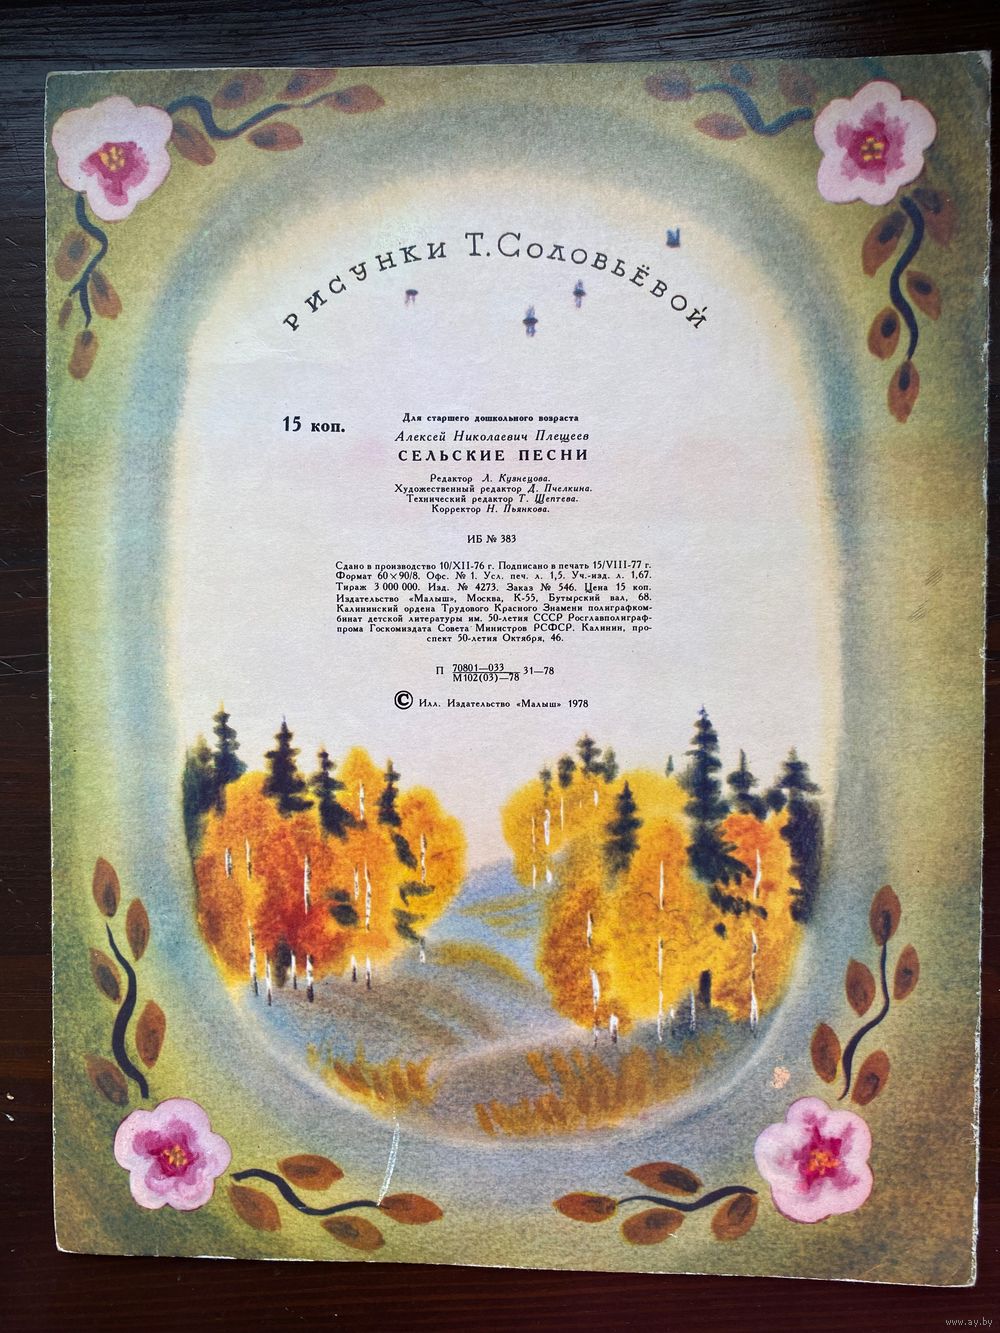 Рисунки Т. Соловьёвой
15 коп.
Для старшего дошкольного возраста
Алексей Николаевич Плещеев
СЕЛЬСКИЕ ПЕСНИ
Редактор Л. Кузнецова.
Художественный редактор Д. Пчелкина.
Технический редактор Т. Щептева.
Корректор Н. Пьянкова.
ИБ № 383
Сдано в производство 10/XII-76 г. Подписано в печать 15/VIII-77 г.
Формат 60×90/8. Офс. № 1. Усл. печ. л. 1,5. Уч.-изд. л. 1,67.
Тираж 3 000 000. Изд. № 4273. Заказ № 546. Цена 15 коп.
Издательство «Малыш», Москва, К-55, Бутырский вал, 68.
Калининский ордена Трудового Красного Знамени полиграфком-
бинат детской литературы им. 50-летия СССР Росглавполиграф-
прома Госкомиздата Совета Министров РСФСР. Калинин, про-
спект 50-летия Октября, 46.
П 70801—033 31—78
М102(03)—78
© Илл. Издательство «Малыш» 1978
www.ay.by